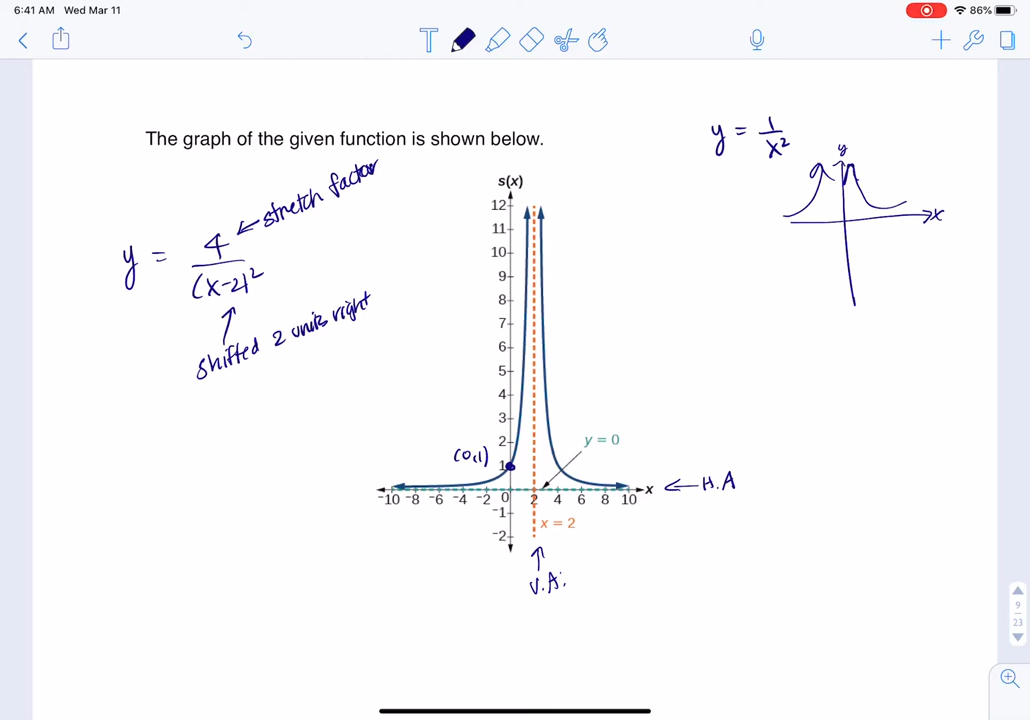 6:41 AM Wed Mar 11
86%
T
The graph of the given function is shown below.
y = 1/x²
y
x
y = 4/(x-2)²
←stretch factor
shifted 2 units right
s(x)
12
11
10
9
8
7
6
5
4
3
2
1
(0,1)
y = 0
-10 -8 -6 -4 -2 0 2 4 6 8 10 x
← H.A
-1
-2
x = 2
V.A:
9
23